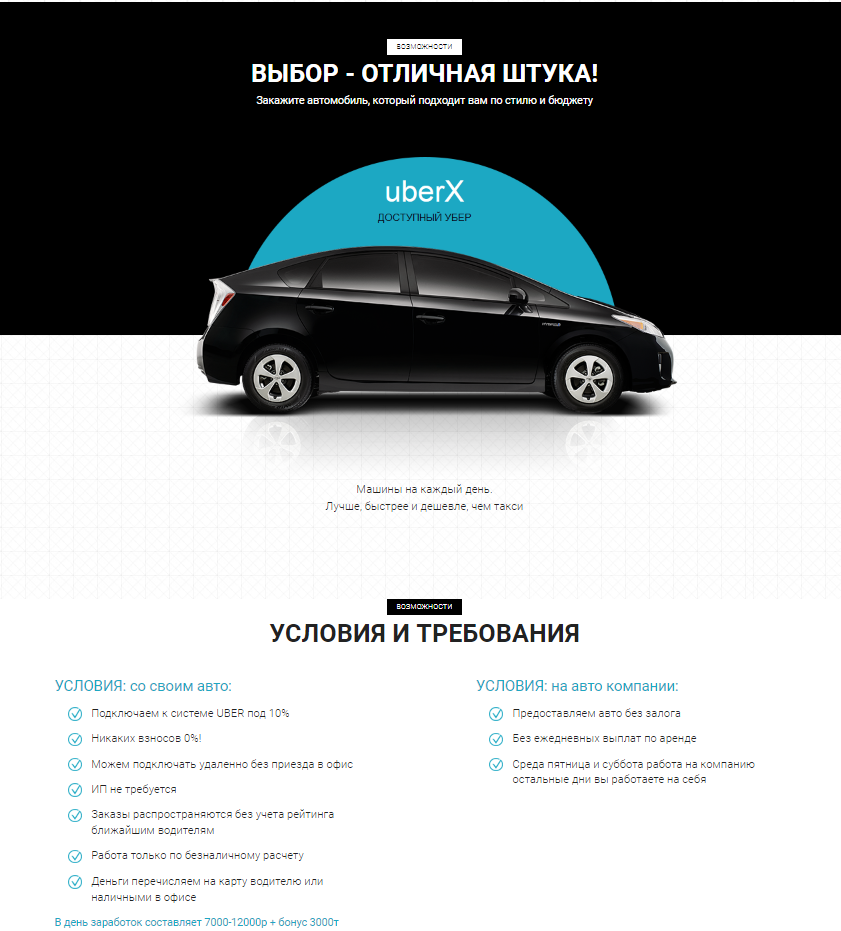 ВОЗМОЖНОСТИ
ВЫБОР - ОТЛИЧНАЯ ШТУКА!
Закажите автомобиль, который подходит вам по стилю и бюджету
uberX
ДОСТУПНЫЙ УБЕР
Машины на каждый день.
Лучше, быстрее и дешевле, чем такси
ВОЗМОЖНОСТИ
УСЛОВИЯ И ТРЕБОВАНИЯ
УСЛОВИЯ: со своим авто:
Подключаем к системе UBER под 10%
Никаких взносов 0%!
Можем подключать удаленно без приезда в офис
ИП не требуется
Заказы распространяются без учета рейтинга
ближайшим водителям
Работа только по безналичному расчету
Деньги перечисляем на карту водителю или
наличными в офисе
В день заработок составляет 7000-12000р + бонус 3000т
УСЛОВИЯ: на авто компании:
Предоставляем авто без залога
Без ежедневных выплат по аренде
Среда пятница и суббота работа на компанию
остальные дни вы работаете на себя